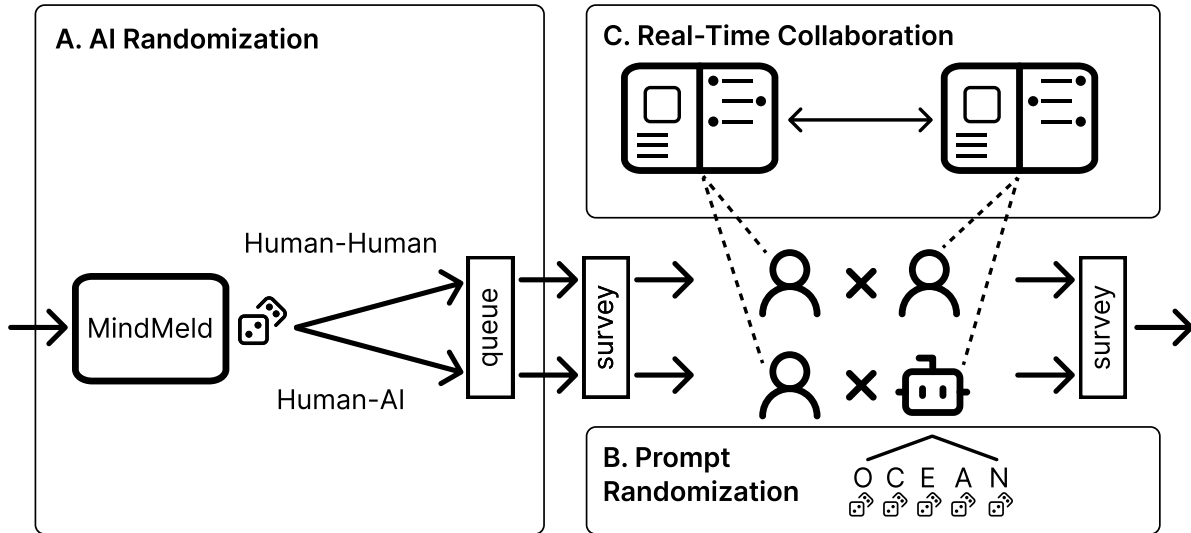 A. AI Randomization
Human-Human
MindMeld
Human-AI
queue
survey
C. Real-Time Collaboration
survey
B. Prompt
Randomization
O C E A N